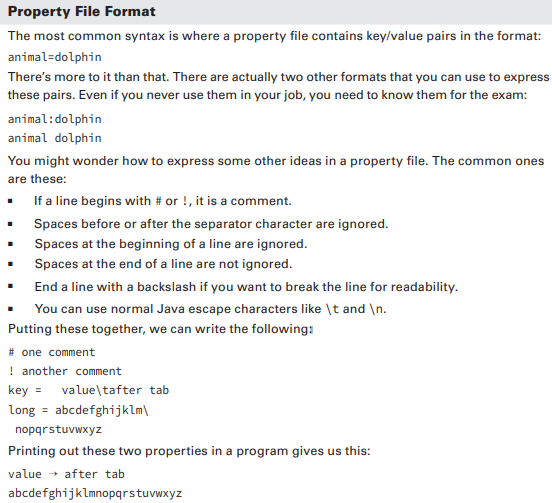 Property File Format
The most common syntax is where a property file contains key/value pairs in the format:
animal=dolphin
There's more to it than that. There are actually two other formats that you can use to express
these pairs. Even if you never use them in your job, you need to know them for the exam:
animal:dolphin
animal dolphin
You might wonder how to express some other ideas in a property file. The common ones
are these:
▪ If a line begins with # or !, it is a comment.
▪ Spaces before or after the separator character are ignored.
▪ Spaces at the beginning of a line are ignored.
▪ Spaces at the end of a line are not ignored.
▪ End a line with a backslash if you want to break the line for readability.
▪ You can use normal Java escape characters like \t and \n.
Putting these together, we can write the following:
# one comment
! another comment
key =   value\tafter tab
long = abcdefghijklm\
 nopqrstuvwxyz
Printing out these two properties in a program gives us this:
value → after tab
abcdefghijklmnopqrstuvwxyz